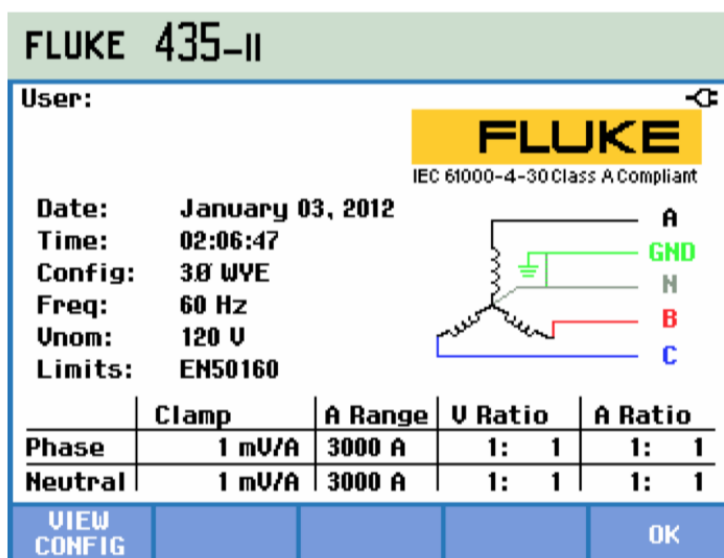 FLUKE 435-II
User:
FLUKE
IEC 61000-4-30 Class A Compliant
Date: January 03, 2012
Time: 02:06:47
Config: 3Ø WYE
Freq: 60 Hz
Vnom: 120 V
Limits: EN50160
A
GND
N
B
C
Clamp A Range V Ratio A Ratio
Phase 1 mV/A 3000 A 1: 1 1: 1
Neutral 1 mV/A 3000 A 1: 1 1: 1
VIEW CONFIG
OK